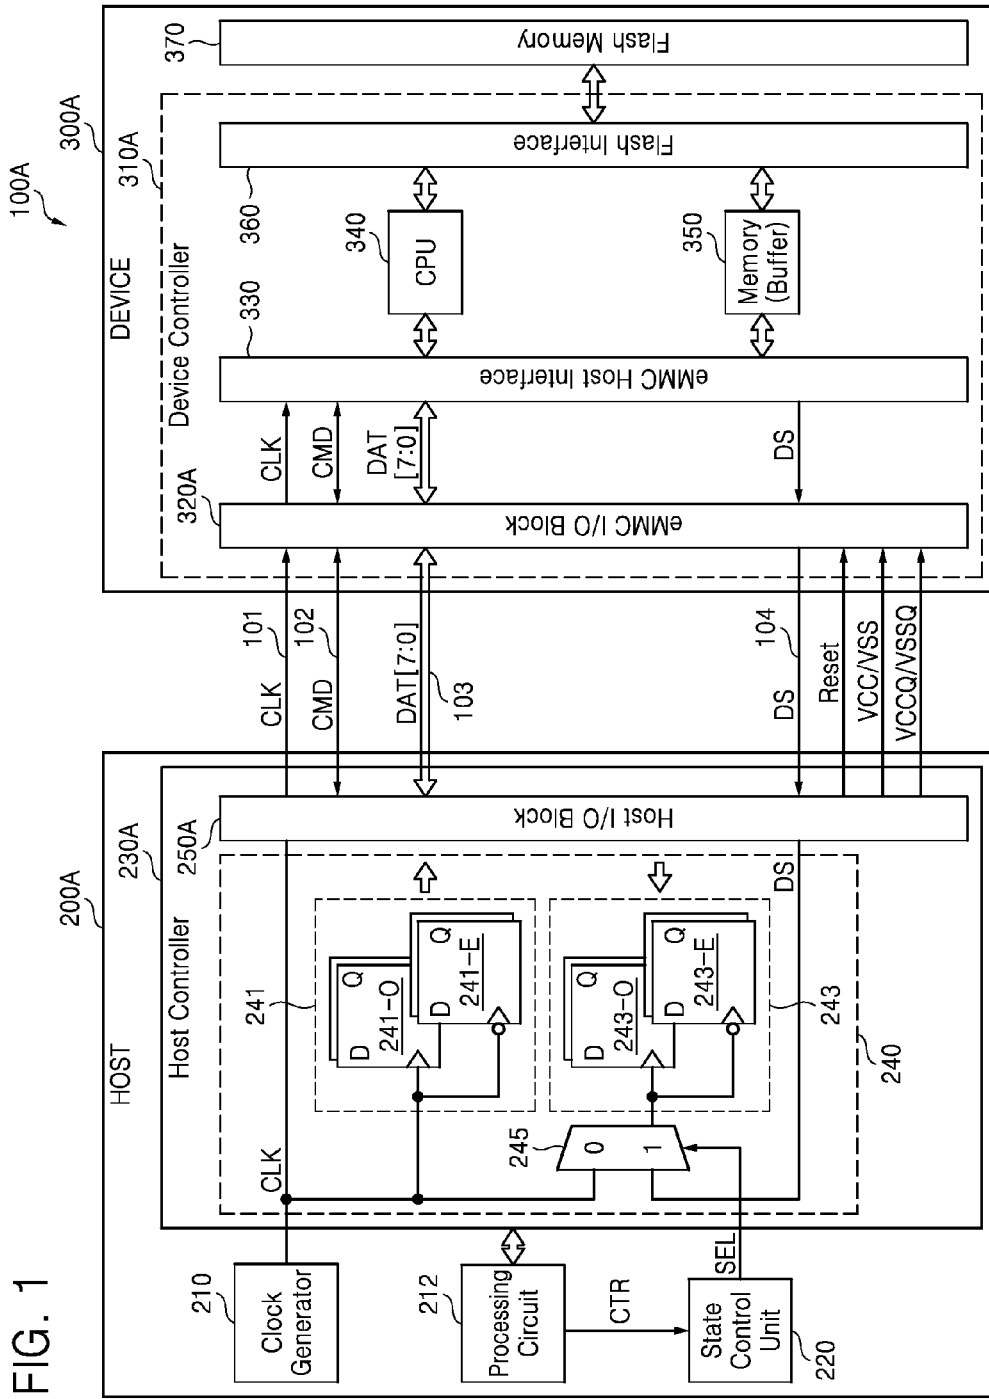 FIG. 1
100A
HOST
200A
230A
Host Controller
250A
210
Clock
Generator
CLK
241
D
Q
241-O
D
Q
241-E
Host I/O Block
212
Processing
Circuit
CTR
245
0
1
D
Q
243-O
D
Q
243-E
243
240
DS
SEL
State
Control
Unit
220
CLK
101
CMD
102
DAT[7:0]
103
DS
104
Reset
VCC/VSS
VCCQ/VSSQ
DEVICE
300A
310A
Device Controller
320A
eMMC I/O Block
CLK
CMD
DAT
[7:0]
DS
330
eMMC Host Interface
340
CPU
350
Memory
(Buffer)
360
Flash Interface
370
Flash Memory